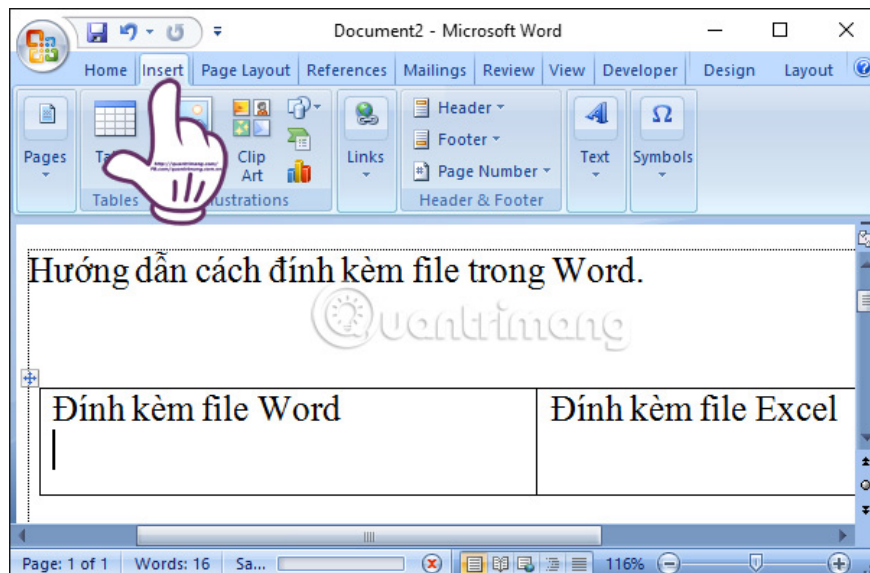 Document2 - Microsoft Word
Home Insert Page Layout References Mailings Review View Developer Design Layout
Pages
Links
Clip Art
Header
Footer
Page Number
Text
Symbols
Tables
Header & Footer
Hướng dẫn cách đính kèm file trong Word.
Quantrimang
Đính kèm file Word
Đính kèm file Excel
Page: 1 of 1 Words: 16 Sa... 116%